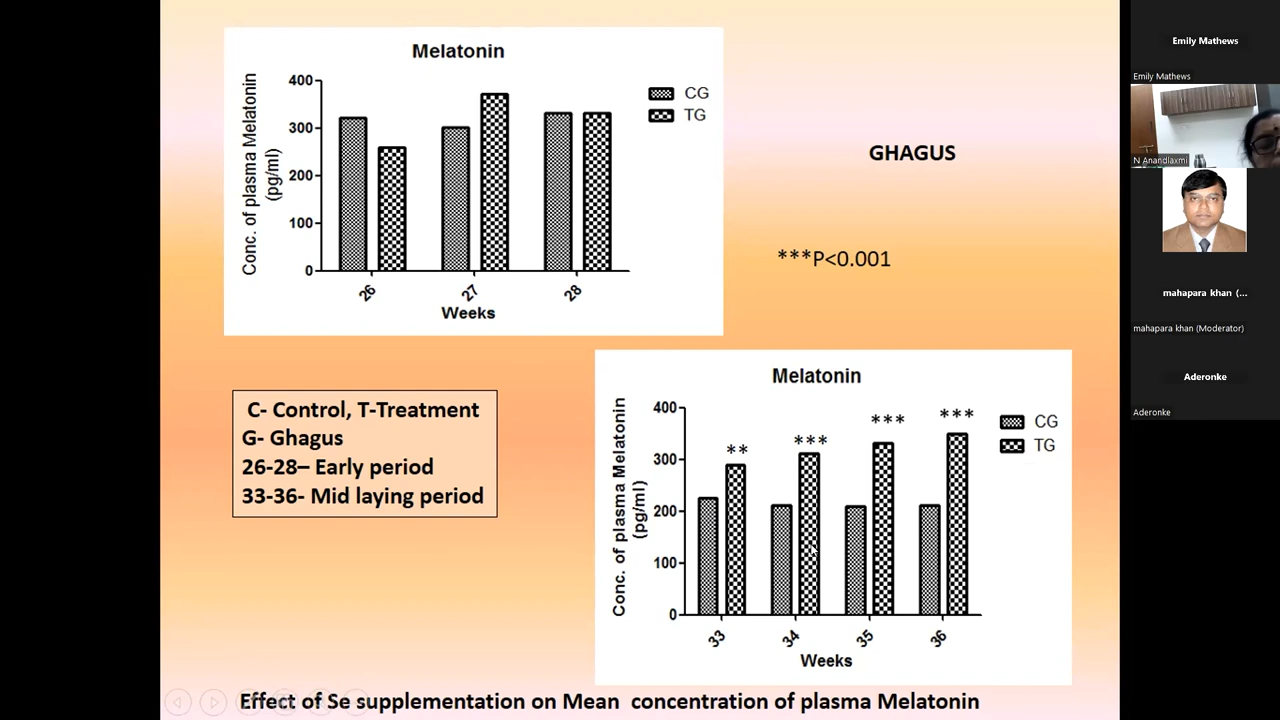 Melatonin
Conc. of plasma Melatonin
(pg/ml)
400
300
200
100
0
26
27
28
Weeks
CG
TG
GHAGUS
***P<0.001
C- Control, T-Treatment
G- Ghagus
26-28– Early period
33-36- Mid laying period
Melatonin
Conc. of plasma Melatonin
(pg/ml)
400
300
200
100
0
**
***
***
***
33
34
35
36
Weeks
CG
TG
Effect of Se supplementation on Mean concentration of plasma Melatonin
Emily Mathews
Emily Mathews
N Anandlaxmi
mahapara khan (...
mahapara khan (Moderator)
Aderonke
Aderonke